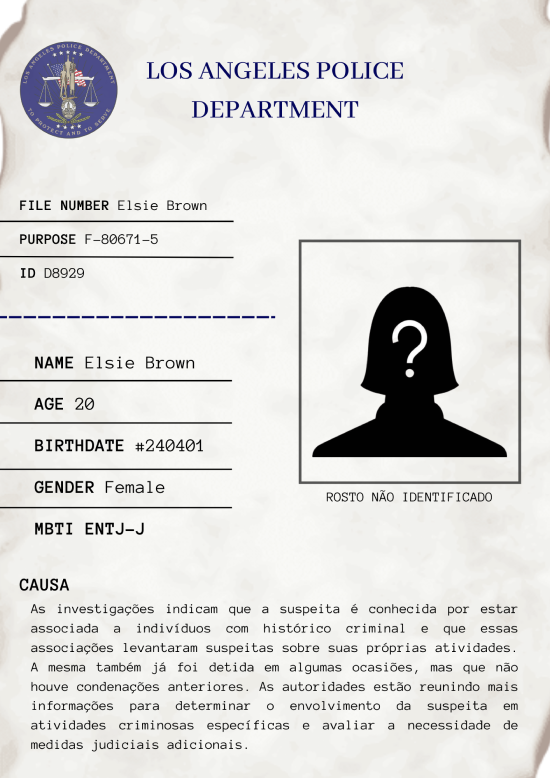 LOS ANGELES POLICE DEPARTMENT
TO PROTECT AND TO SERVE
LOS ANGELES POLICE
DEPARTMENT
FILE NUMBER Elsie Brown
PURPOSE F-80671-5
ID D8929
NAME Elsie Brown
AGE 20
BIRTHDATE #240401
GENDER Female
MBTI ENTJ-J
?
ROSTO NÃO IDENTIFICADO
CAUSA
As investigações indicam que a suspeita é conhecida por estar
associada a indivíduos com histórico criminal e que essas
associações levantaram suspeitas sobre suas próprias atividades.
A mesma também já foi detida em algumas ocasiões, mas que não
houve condenações anteriores. As autoridades estão reunindo mais
informações para determinar o envolvimento da suspeita em
atividades criminosas específicas e avaliar a necessidade de
medidas judiciais adicionais.